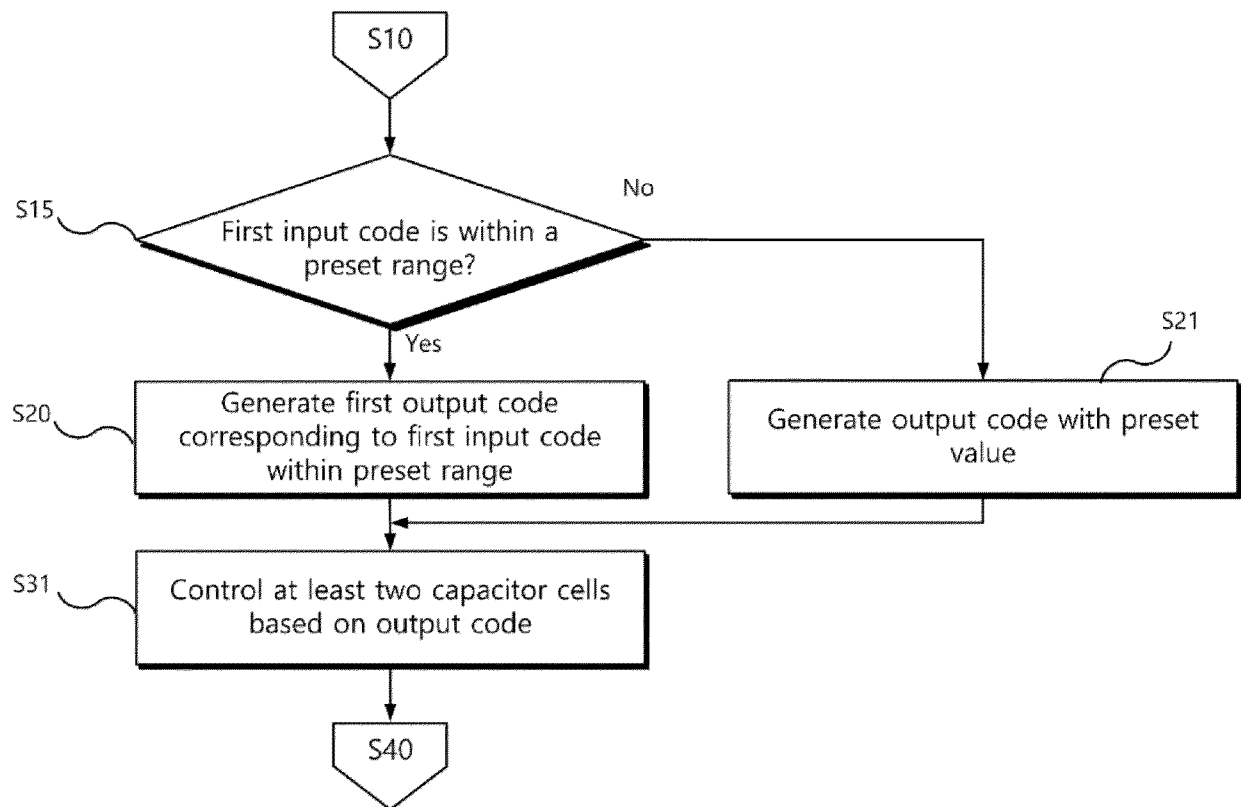 S10
No
S15
First input code is within a
preset range?
Yes
S21
S20
Generate first output code
corresponding to first input code
within preset range
Generate output code with preset
value
S31
Control at least two capacitor cells
based on output code
S40